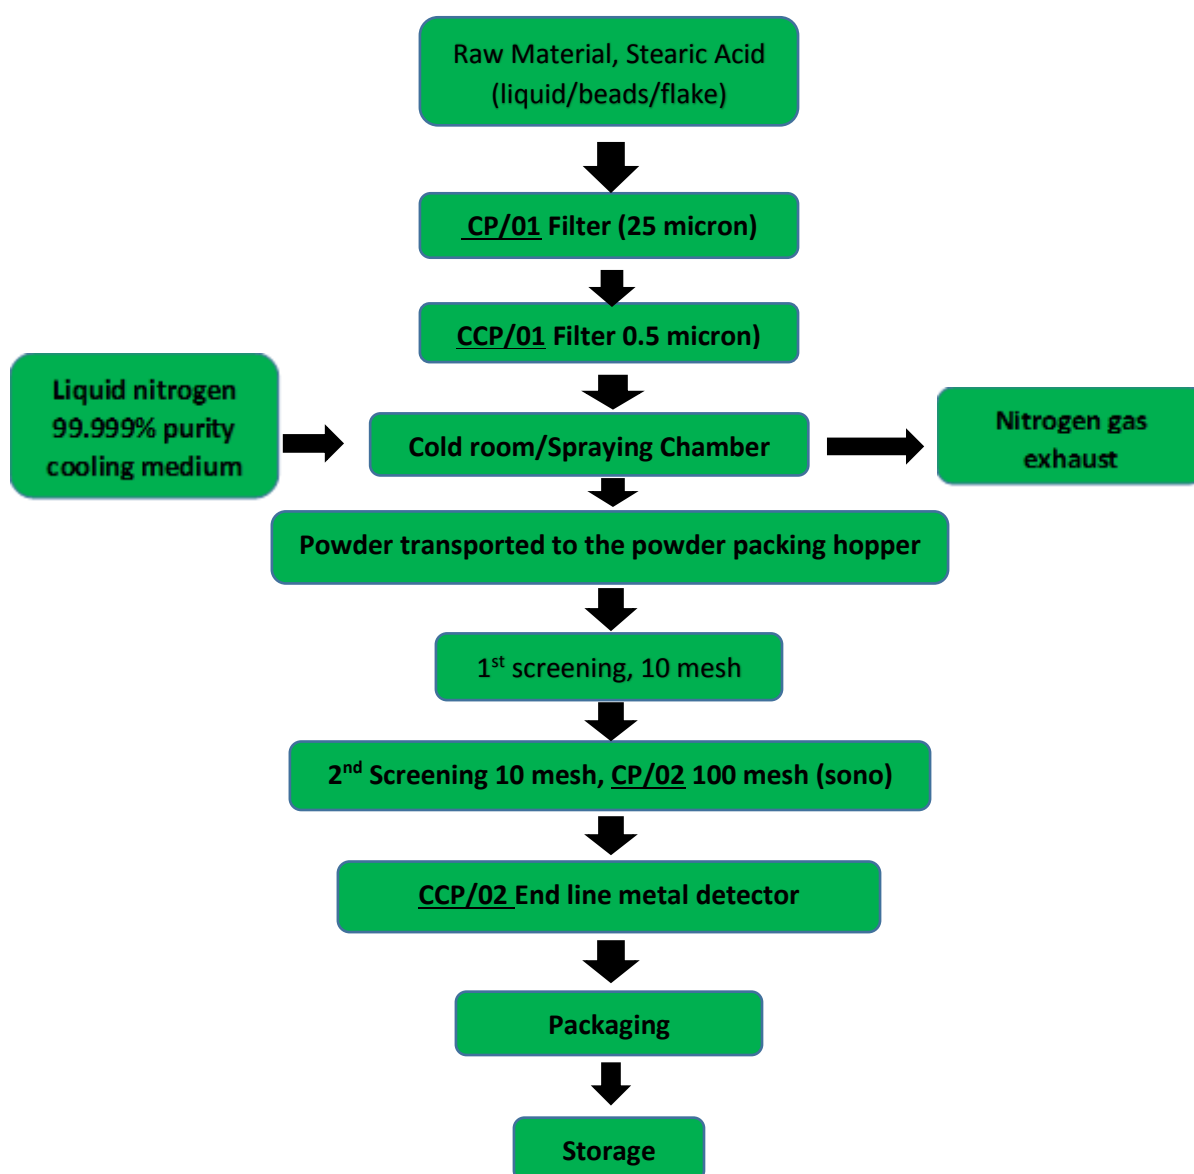 Raw Material, Stearic Acid
(liquid/beads/flake)
CP/01 Filter (25 micron)
CCP/01 Filter 0.5 micron)
Liquid nitrogen
99.999% purity
cooling medium
Cold room/Spraying Chamber
Nitrogen gas
exhaust
Powder transported to the powder packing hopper
1st screening, 10 mesh
2nd Screening 10 mesh, CP/02 100 mesh (sono)
CCP/02 End line metal detector
Packaging
Storage